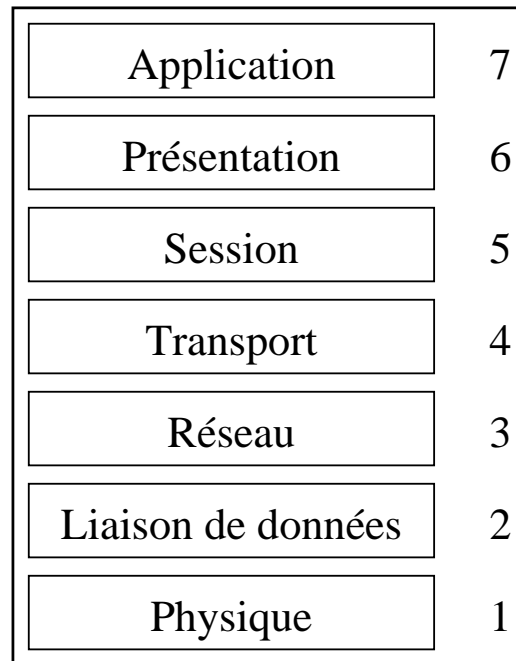 Application 7
Présentation 6
Session 5
Transport 4
Réseau 3
Liaison de données 2
Physique 1